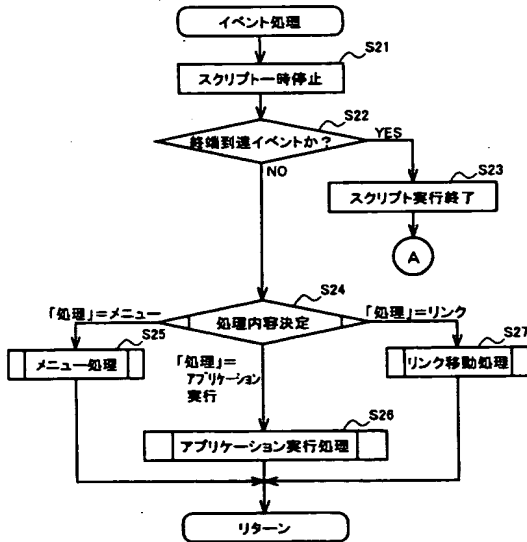 イベント処理
S21
スクリプト一時停止
S22
終端到達イベントか？
YES
NO
S23
スクリプト実行終了
A
S24
「処理」＝メニュー
処理内容決定
「処理」＝リンク
S25
メニュー処理
「処理」＝
アプリケーション
実行
S27
リンク移動処理
S26
アプリケーション実行処理
リターン